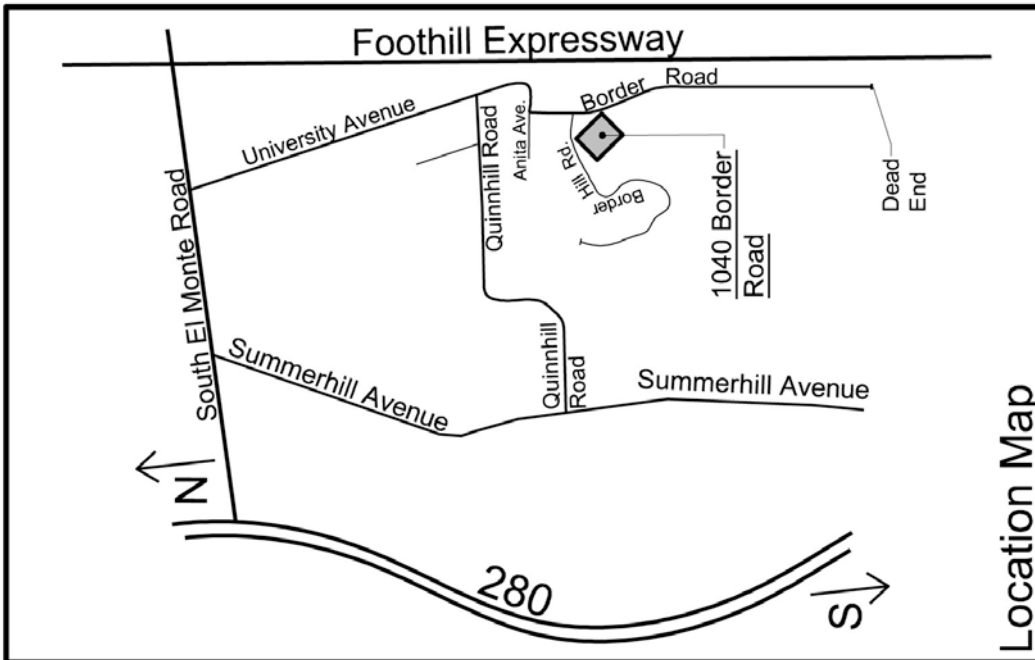 Foothill Expressway
Border Road
University Avenue
Quinnhill Road
Anita Ave.
Border
Hill Rd.
Dead
End
1040 Border
Road
South El Monte Road
Summerhill Avenue
Quinnhill
Road
Summerhill Avenue
N
280
S
Location Map